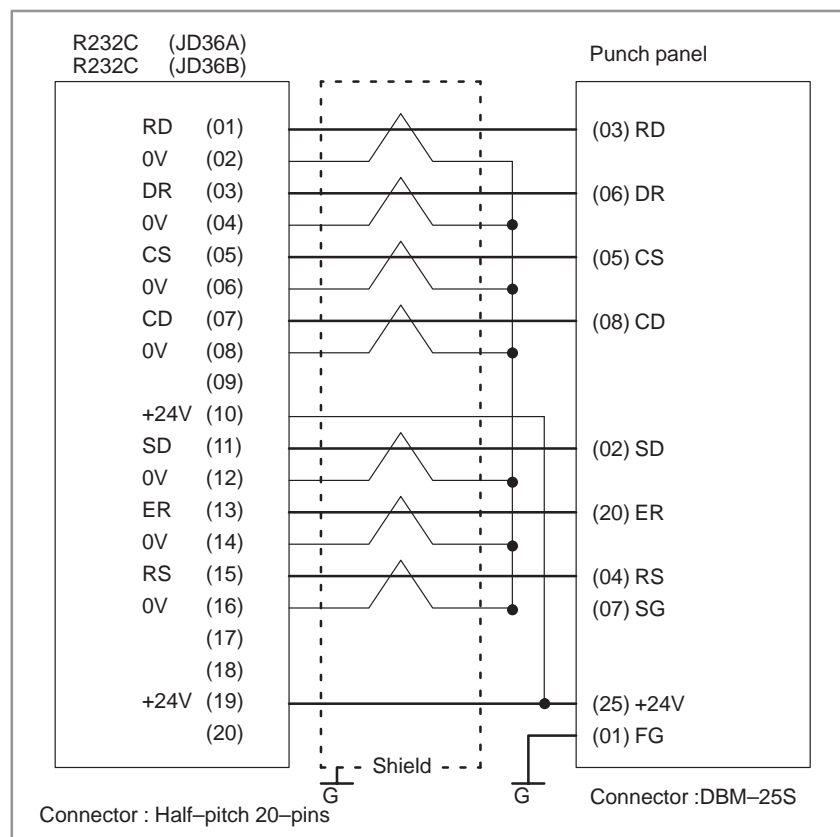 R232C (JD36A)
R232C (JD36B)
Punch panel
RD (01)
(03) RD
0V (02)
DR (03)
(06) DR
0V (04)
CS (05)
(05) CS
0V (06)
CD (07)
(08) CD
0V (08)
(09)
+24V (10)
SD (11)
(02) SD
0V (12)
ER (13)
(20) ER
0V (14)
RS (15)
(04) RS
0V (16)
(07) SG
(17)
(18)
+24V (19)
(25) +24V
(20)
(01) FG
Shield
G
G
Connector : Half–pitch 20–pins
Connector :DBM–25S